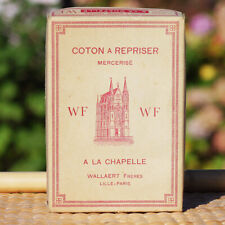 COTON A REPRISER
MERCERISÉ
WF WF
A LA CHAPELLE
WALLAERT FRÈRES
LILLE-PARIS